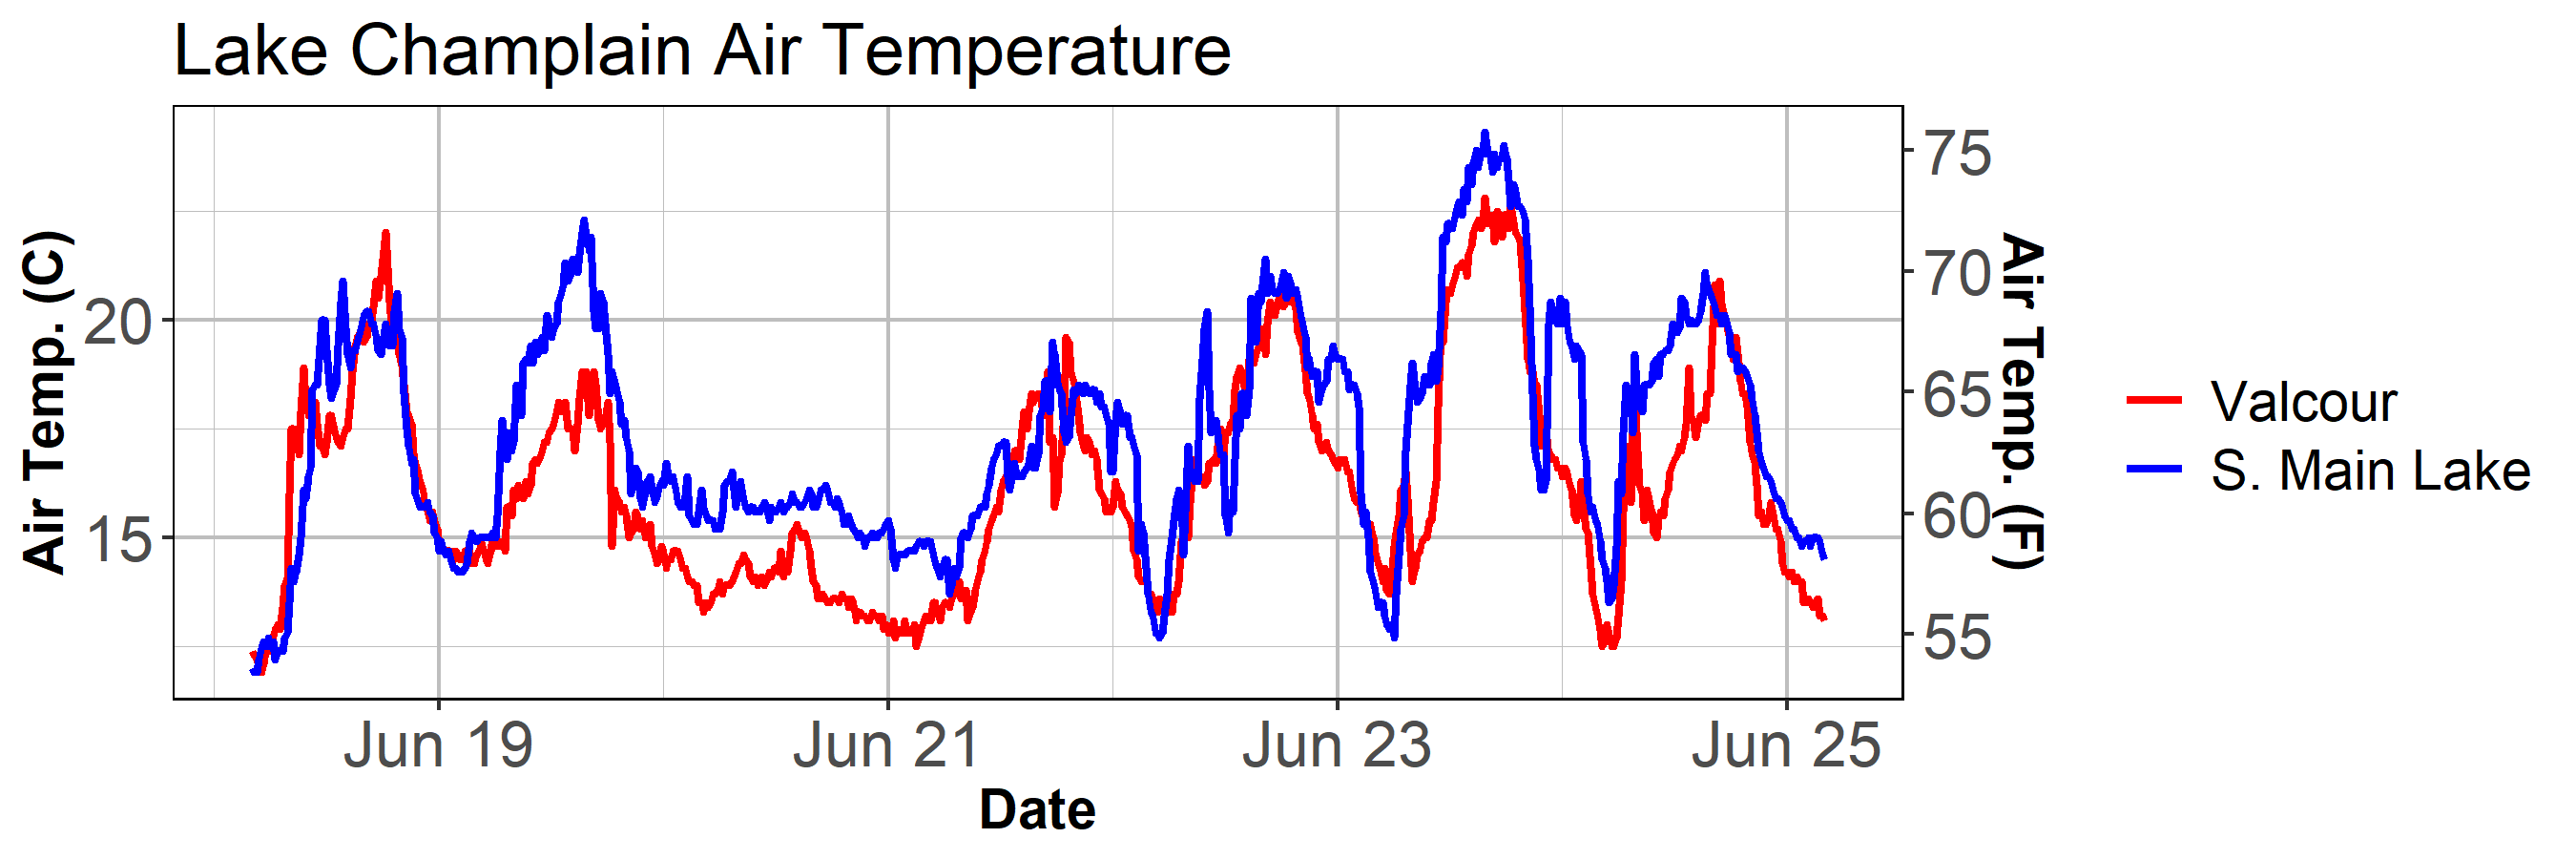 Lake Champlain Air Temperature
Air Temp. (C)
20
15
75
70
65
60
55
Air Temp. (F)
Jun 19
Jun 21
Jun 23
Jun 25
Date
Valcour
S. Main Lake